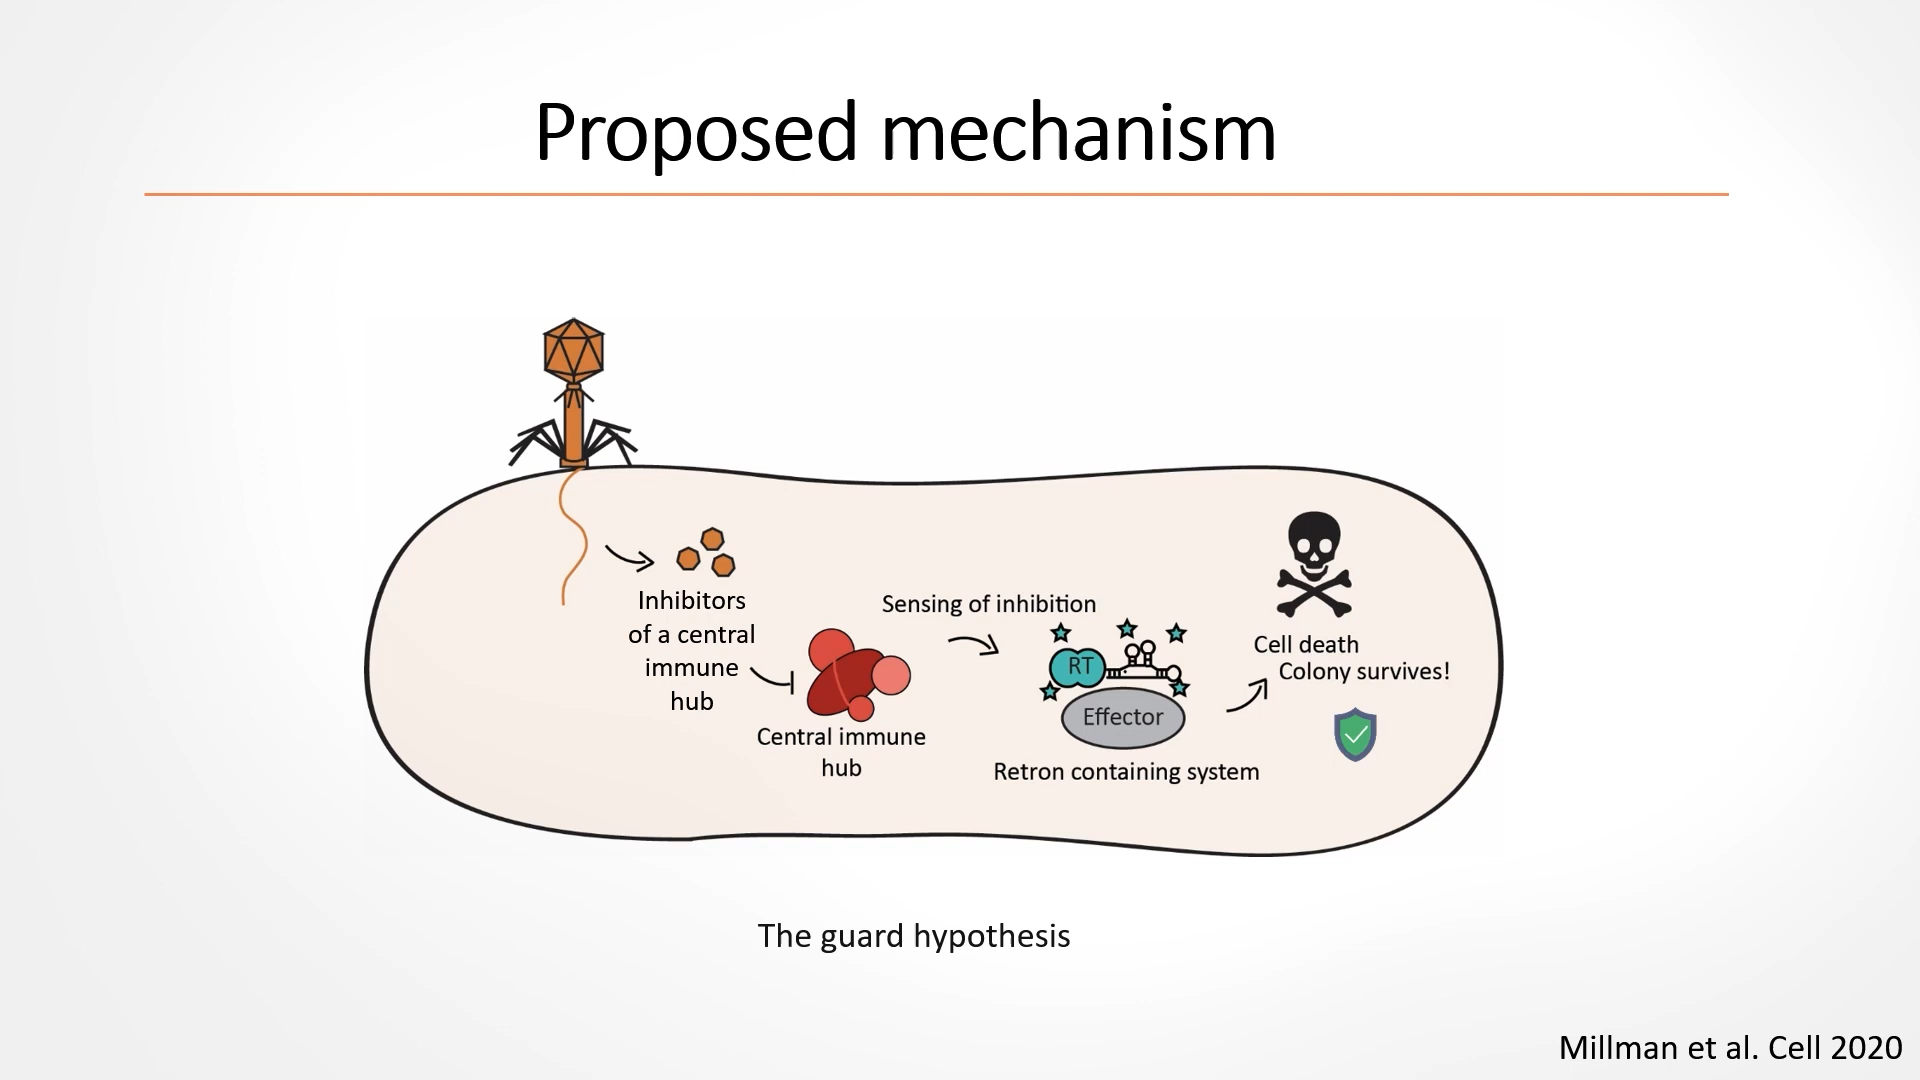 Proposed mechanism
Inhibitors
of a central
immune
hub
Central immune
hub
Sensing of inhibition
RT
Effector
Retron containing system
Cell death
Colony survives!
The guard hypothesis
Millman et al. Cell 2020